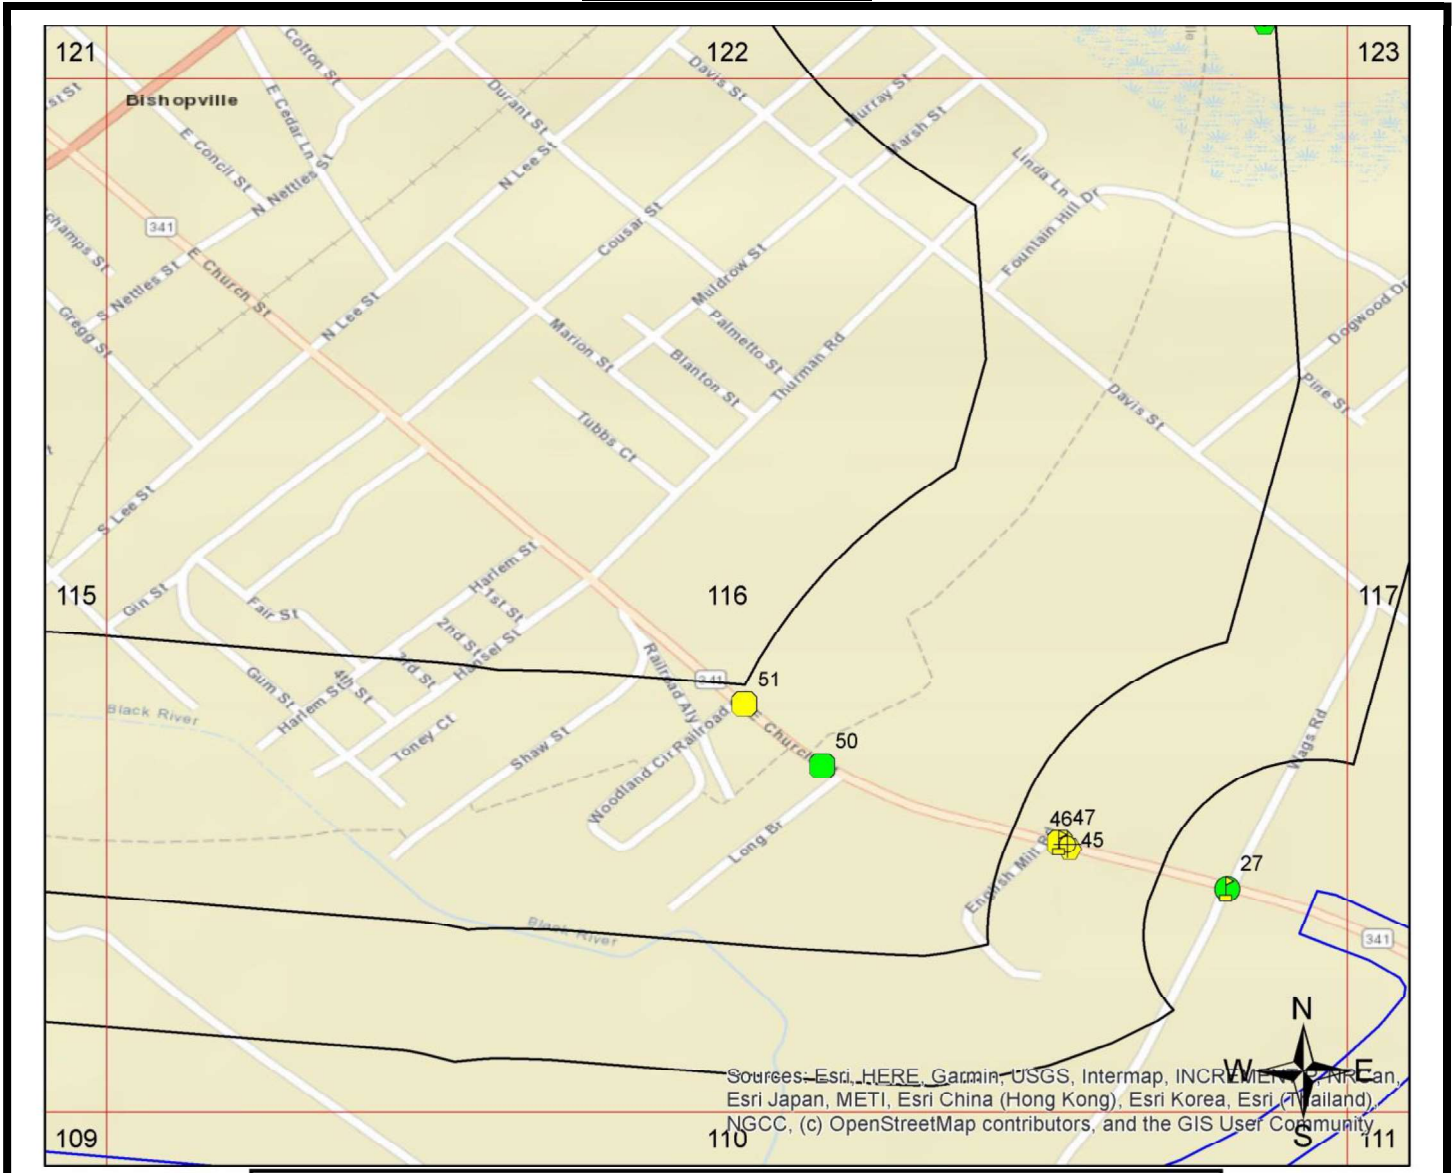 121
122
123
Bishopville
Colton St
E Cedar Ln
Durant St
Davis St
Murray St
Marsh St
E Concil St
N Nettles St
N Lee St
Linda Ln
341
E Church St
S Nettles St
Cousar St
Fountain Hill Dr
Muldrow St
Gregg St
N Lee St
Marion St
Palmetto St
Blanton St
Thurman Rd
Dogwood Dr
Pine St
Davis St
Tubbs Ct
S Lee St
115
116
117
Gin St
Fair St
Harlem St
1st St
2nd St
3rd St
4th St
Hansel St
Railroad Aly
341
51
Gum St
Harlem St
Black River
Toney Ct
Shaw St
Woodland Cir
Railroad
E Church
50
Wags Rd
4647
45
Long Br
English Mill Rd
27
Black River
341
N
W
E
S
Sources: Esri, HERE, Garmin, USGS, Intermap, INCREMENT P, NRCan,
Esri Japan, METI, Esri China (Hong Kong), Esri Korea, Esri (Thailand),
NGCC, (c) OpenStreetMap contributors, and the GIS User Community
109
110
111